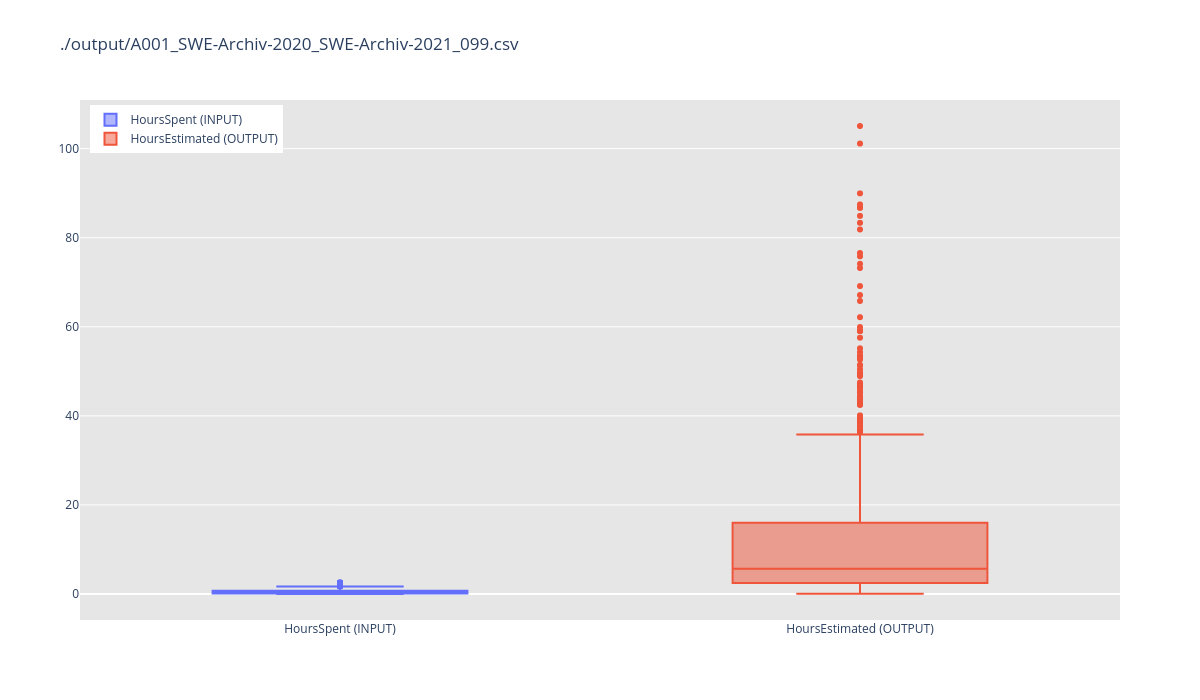 ./output/A001_SWE-Archiv-2020_SWE-Archiv-2021_099.csv
HoursSpent (INPUT)
HoursEstimated (OUTPUT)
100
80
60
40
20
0
HoursSpent (INPUT)
HoursEstimated (OUTPUT)